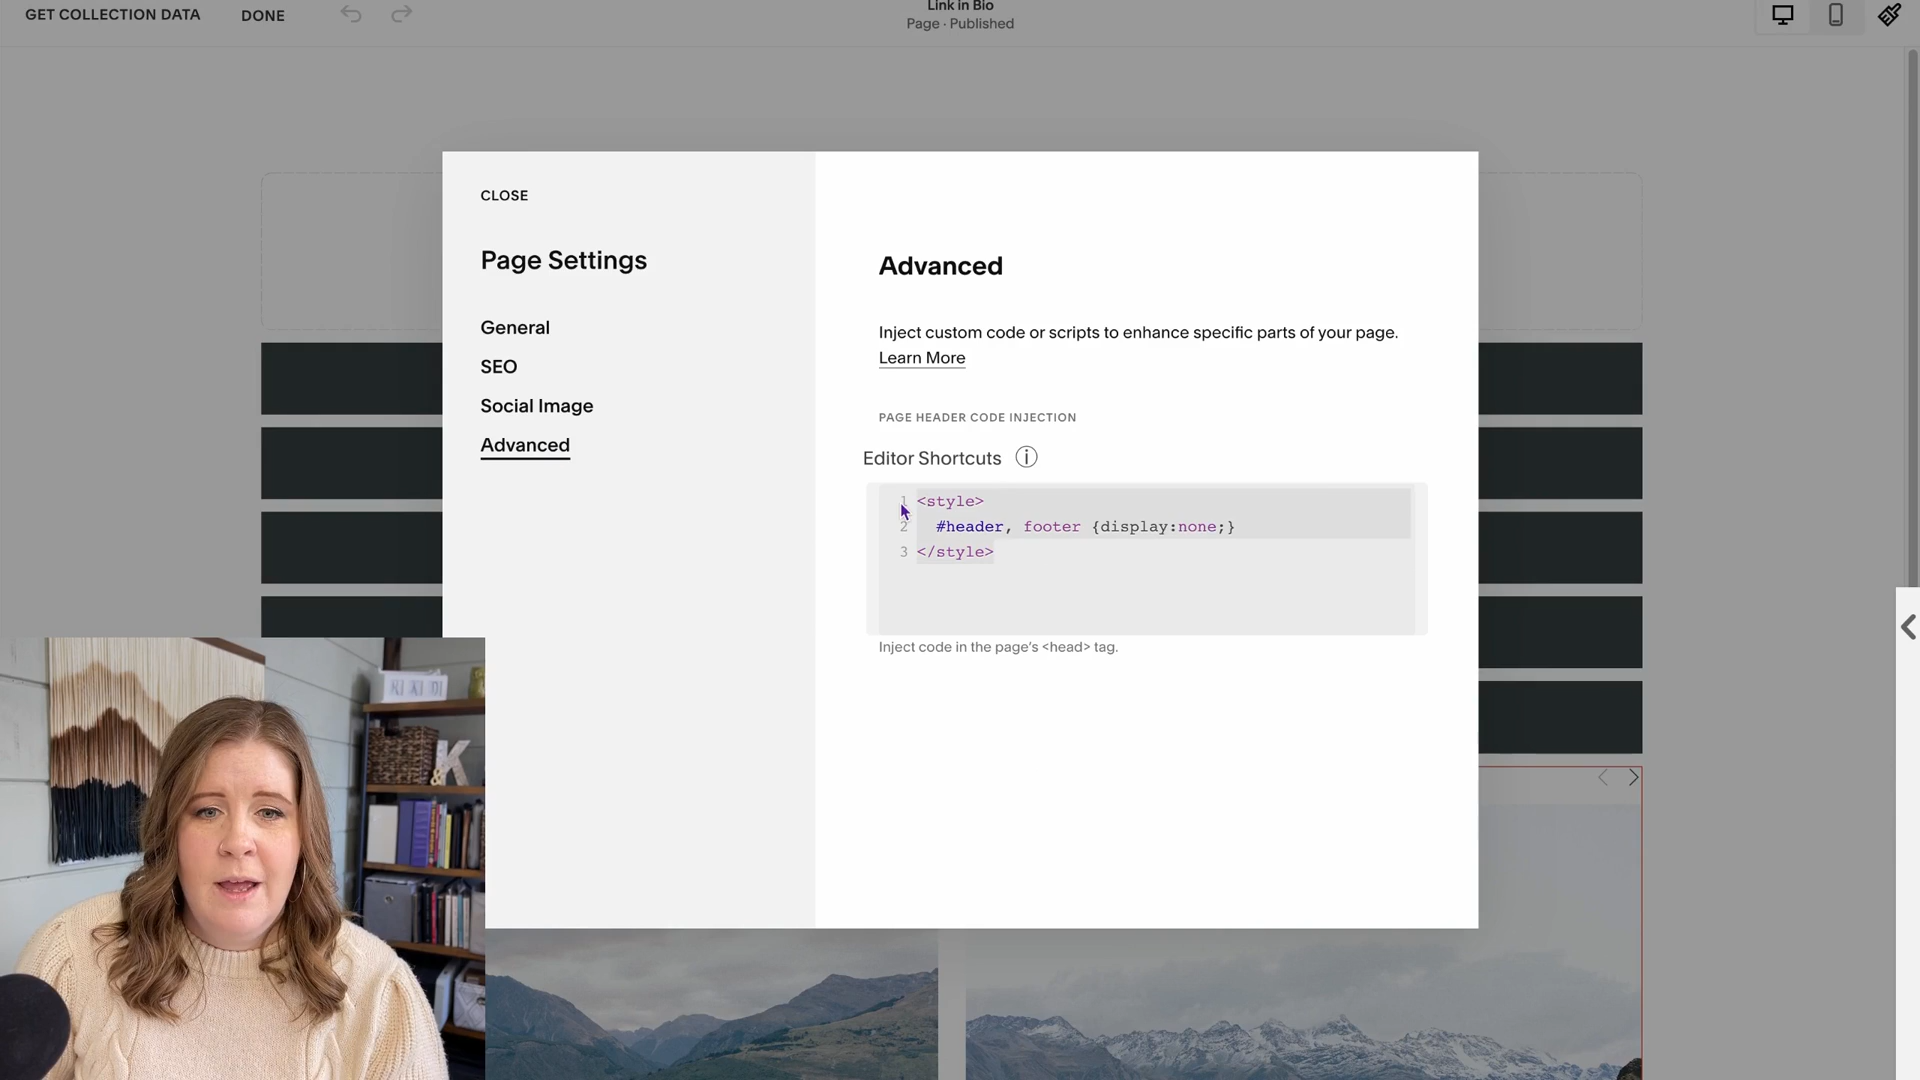 GET COLLECTION DATA
DONE
Link in Bio
Page · Published
CLOSE
Page Settings
General
SEO
Social Image
Advanced
Advanced
Inject custom code or scripts to enhance specific parts of your page.
Learn More
PAGE HEADER CODE INJECTION
Editor Shortcuts
1 <style>
2 #header, footer {display:none;}
3 </style>
Inject code in the page's <head> tag.
K
&